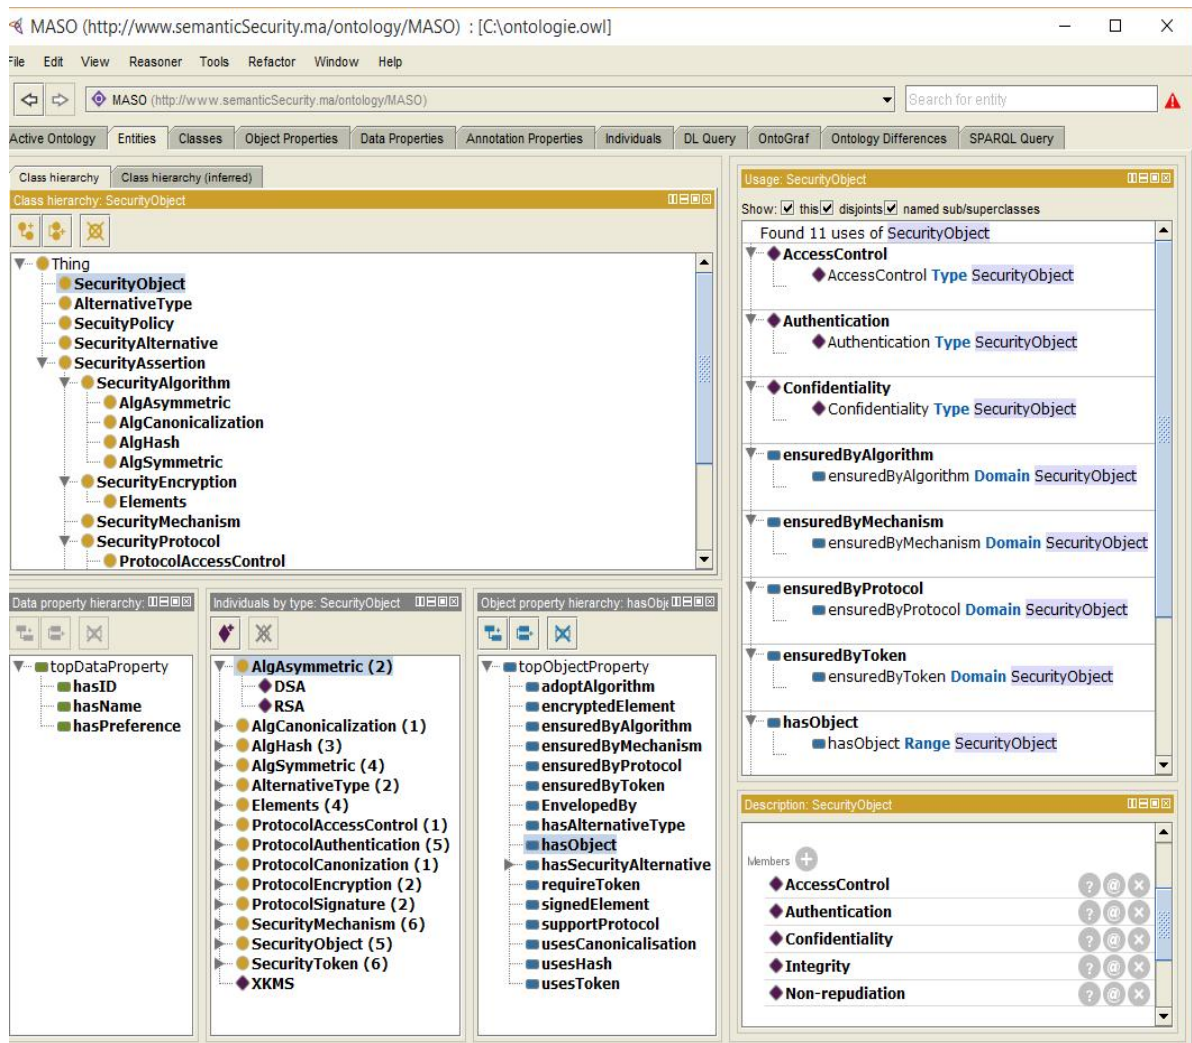 MASO (http://www.semanticSecurity.ma/ontology/MASO) : [C:\ontologie.owl]
File Edit View Reasoner Tools Refactor Window Help
MASO (http://www.semanticSecurity.ma/ontology/MASO)
Search for entity
Active Ontology Entities Classes Object Properties Data Properties Annotation Properties Individuals DL Query OntoGraf Ontology Differences SPARQL Query
Class hierarchy Class hierarchy (inferred)
Class hierarchy: SecurityObject
Thing
SecurityObject
AlternativeType
SecuityPolicy
SecurityAlternative
SecurityAssertion
SecurityAlgorithm
AlgAsymmetric
AlgCanonicalization
AlgHash
AlgSymmetric
SecurityEncryption
Elements
SecurityMechanism
SecurityProtocol
ProtocolAccessControl
Usage: SecurityObject
Show: this disjoints named sub/superclasses
Found 11 uses of SecurityObject
AccessControl
AccessControl Type SecurityObject
Authentication
Authentication Type SecurityObject
Confidentiality
Confidentiality Type SecurityObject
ensuredByAlgorithm
ensuredByAlgorithm Domain SecurityObject
ensuredByMechanism
ensuredByMechanism Domain SecurityObject
ensuredByProtocol
ensuredByProtocol Domain SecurityObject
ensuredByToken
ensuredByToken Domain SecurityObject
hasObject
hasObject Range SecurityObject
Data property hierarchy:
topDataProperty
hasID
hasName
hasPreference
Individuals by type: SecurityObject
AlgAsymmetric (2)
DSA
RSA
AlgCanonicalization (1)
AlgHash (3)
AlgSymmetric (4)
AlternativeType (2)
Elements (4)
ProtocolAccessControl (1)
ProtocolAuthentication (5)
ProtocolCanonization (1)
ProtocolEncryption (2)
ProtocolSignature (2)
SecurityMechanism (6)
SecurityObject (5)
SecurityToken (6)
XKMS
Object property hierarchy: hasObje
topObjectProperty
adoptAlgorithm
encryptedElement
ensuredByAlgorithm
ensuredByMechanism
ensuredByProtocol
ensuredByToken
EnvelopedBy
hasAlternativeType
hasObject
hasSecurityAlternative
requireToken
signedElement
supportProtocol
usesCanonicalisation
usesHash
usesToken
Description: SecurityObject
Members
AccessControl ? @ ×
Authentication ? @ ×
Confidentiality ? @ ×
Integrity ? @ ×
Non-repudiation ? @ ×